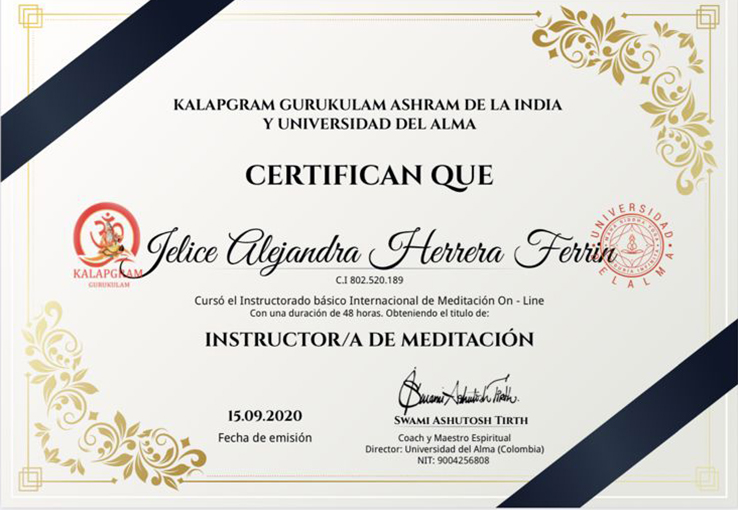 KALAPGRAM GURUKULAM ASHRAM DE LA INDIA
Y UNIVERSIDAD DEL ALMA
CERTIFICAN QUE
KALAPGRAM
GURUKULAM
Jelice Alejandra Herrera Ferrin
UNIVERSIDAD
DEL ALMA
C.I 802.520.189
Cursó el Instructorado básico Internacional de Meditación On - Line
Con una duración de 48 horas. Obteniendo el titulo de:
INSTRUCTOR/A DE MEDITACIÓN
Swami Ashutosh Tirth.
15.09.2020
Fecha de emisión
SWAMI ASHUTOSH TIRTH
Coach y Maestro Espiritual
Director: Universidad del Alma (Colombia)
NIT: 9004256808